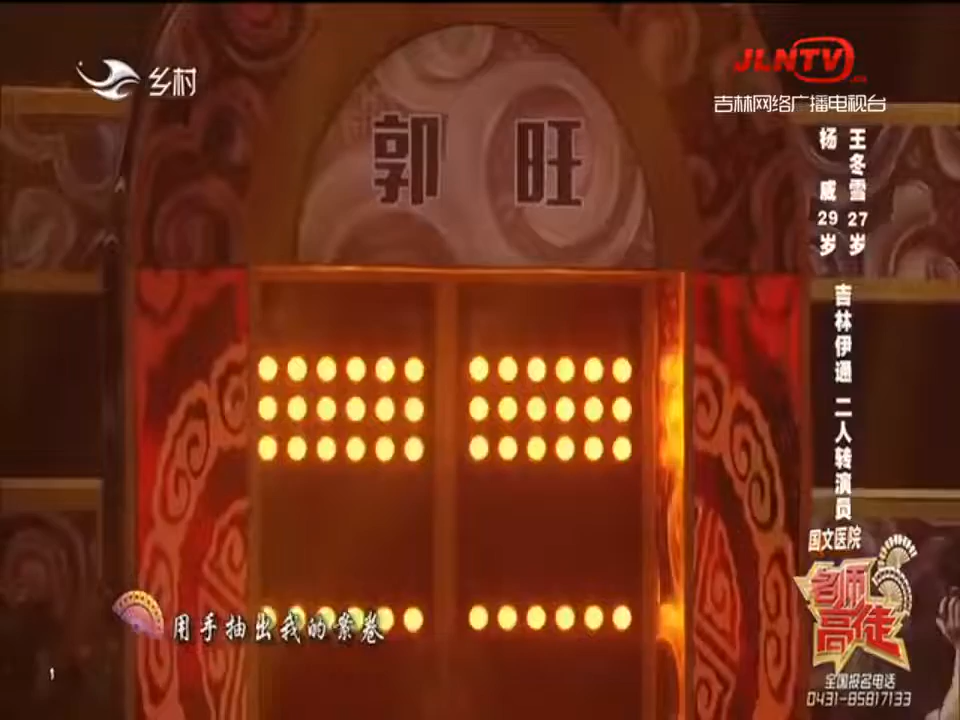 乡村
JLNTV
吉林网络广播电视台
郭 旺
王冬雪 27岁
杨 威 29岁
吉林伊通 二人转演员
国文医院
名师高徒
全国报名电话
0431-85817133
用手抽出我的案卷